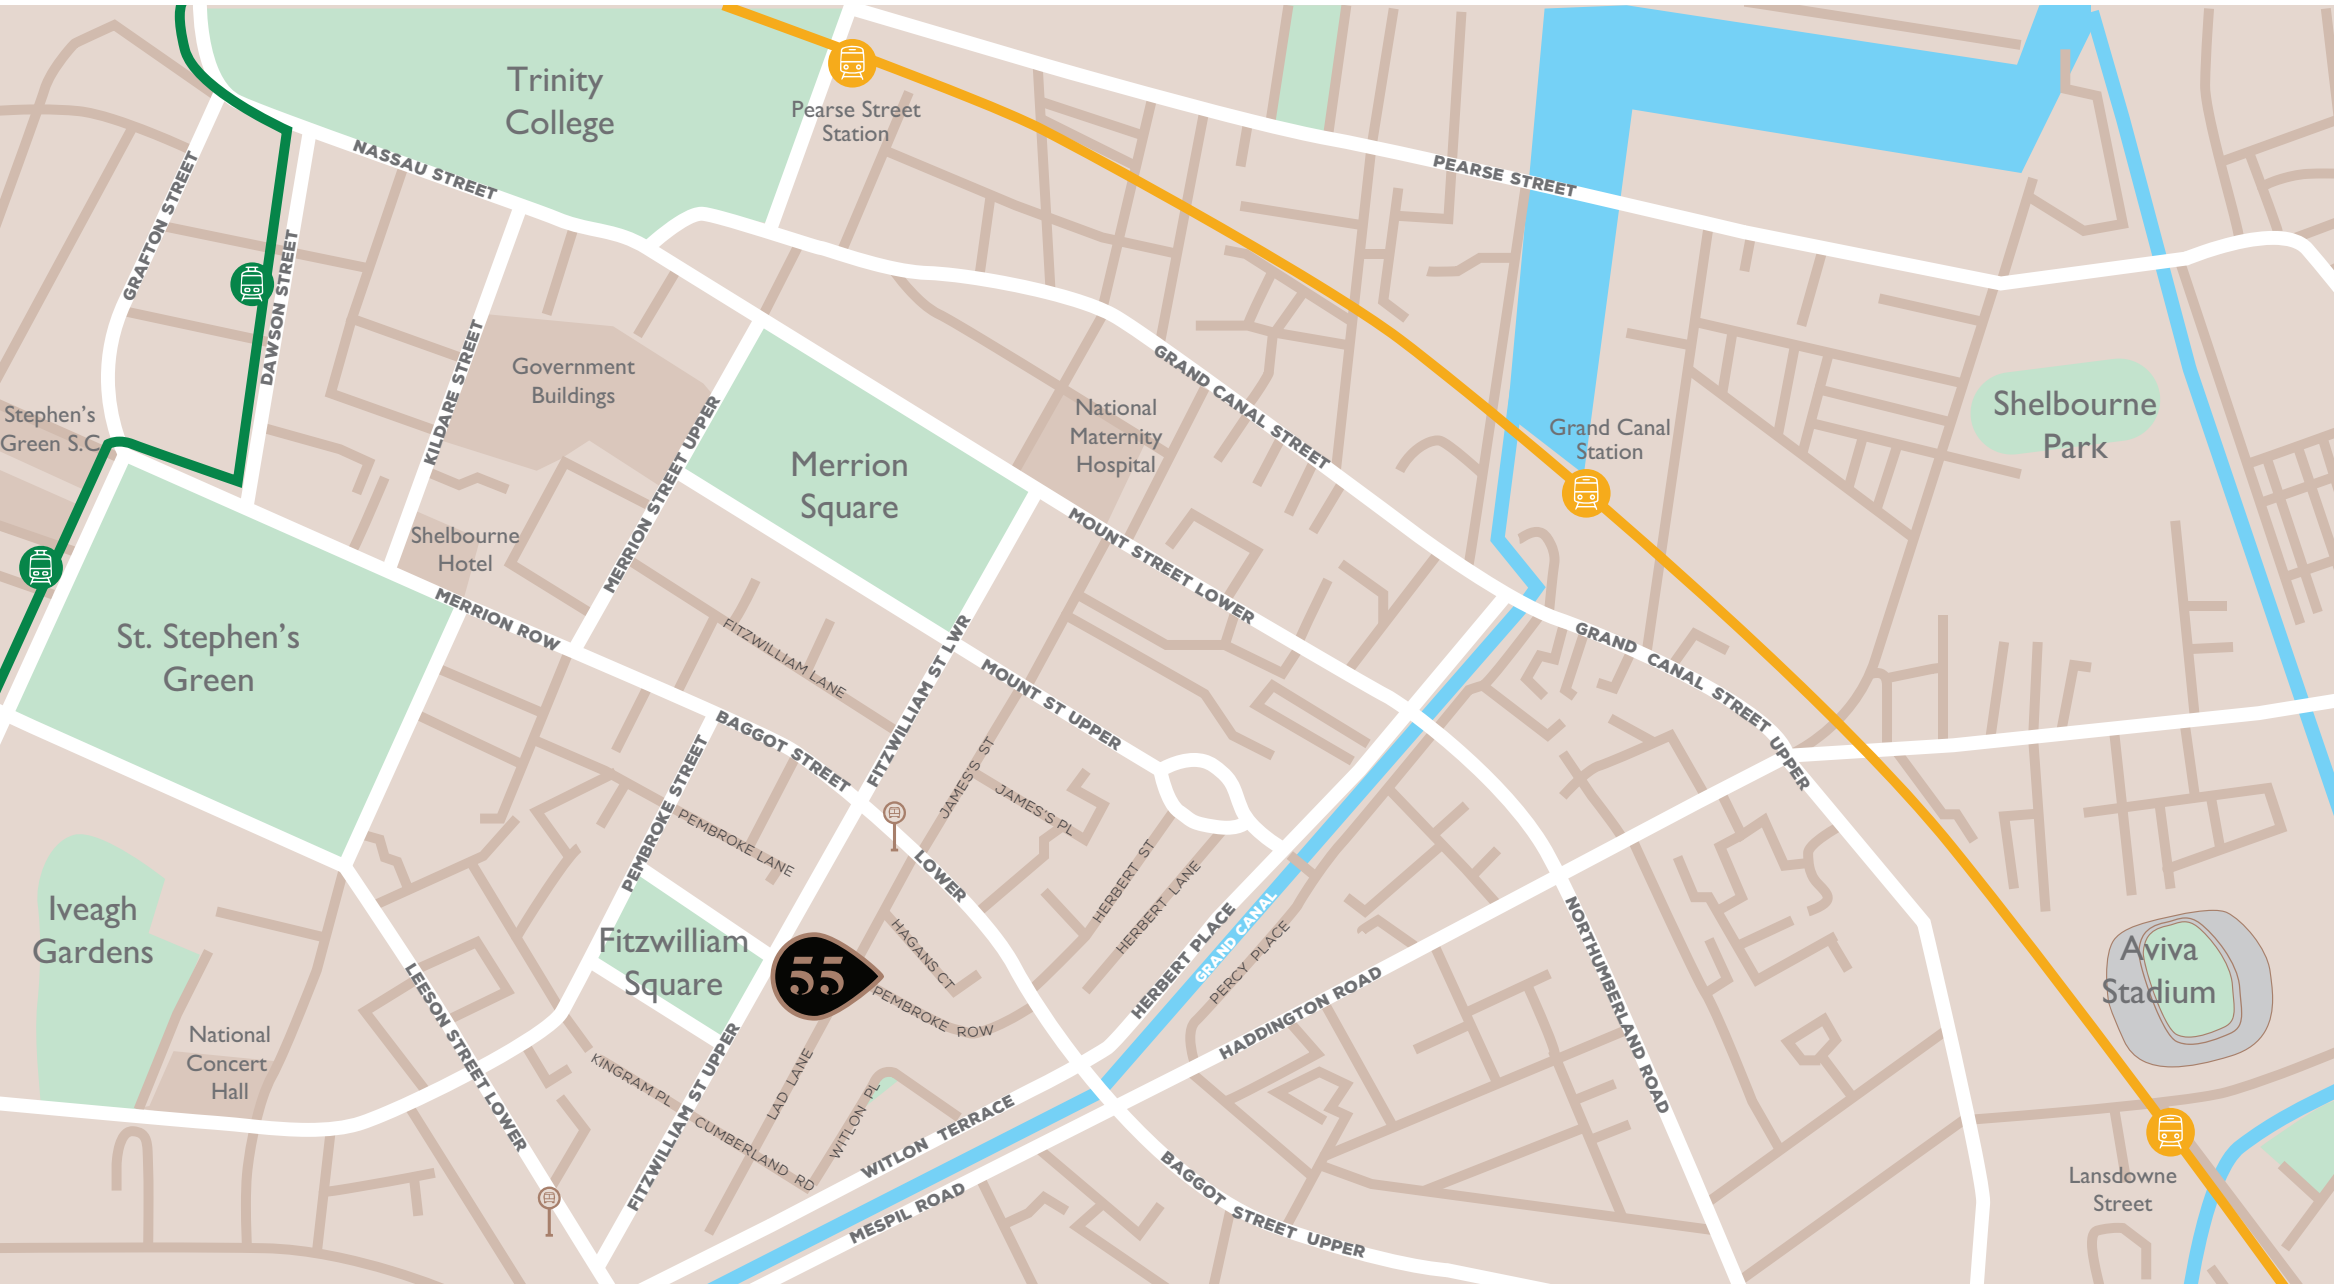 Trinity
College
Pearse Street
Station
NASSAU STREET
PEARSE STREET
GRAFTON STREET
DAWSON STREET
KILDARE STREET
Government
Buildings
MERRION STREET UPPER
Stephen's
Green S.C
Merrion
Square
National
Maternity
Hospital
GRAND CANAL STREET
Grand Canal
Station
Shelbourne
Park
Shelbourne
Hotel
MOUNT STREET LOWER
MERRION ROW
St. Stephen's
Green
FITZWILLIAM LANE
FITZWILLIAM ST LWR
MOUNT ST UPPER
GRAND CANAL STREET UPPER
BAGGOT STREET
LOWER
PEMBROKE STREET
PEMBROKE LANE
JAMES'S ST
JAMES'S PL
HERBERT ST
HERBERT LANE
HERBERT PLACE
GRAND CANAL
PERCY PLACE
HADDINGTON ROAD
NORTHUMBERLAND ROAD
Iveagh
Gardens
Fitzwilliam
Square
55
HAGANS CT
PEMBROKE ROW
Aviva
Stadium
National
Concert
Hall
LEESON STREET LOWER
KINGRAM PL
CUMBERLAND RD
FITZWILLIAM ST UPPER
LAD LANE
WITLON PL
WITLON TERRACE
MESPIL ROAD
BAGGOT STREET UPPER
Lansdowne
Street